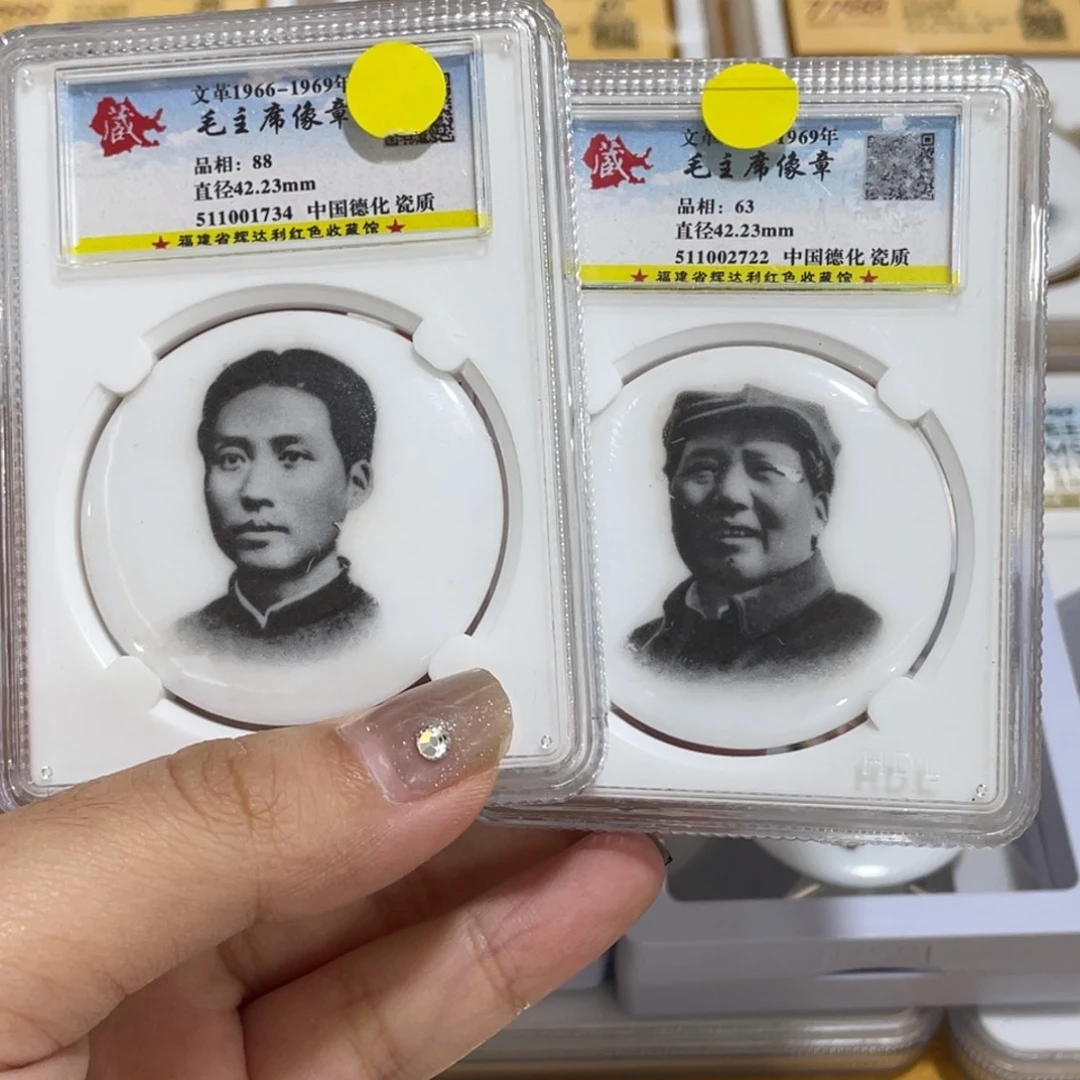 藏
文革1966-1969年
毛主席像章
品相：88
直径42.23mm
511001734 中国德化 瓷质
★ 福建省辉达利红色收藏馆 ★
藏
文 1969年
毛主席像章
品相：63
直径42.23mm
511002722 中国德化 瓷质
★ 福建省辉达利红色收藏馆 ★
HDL